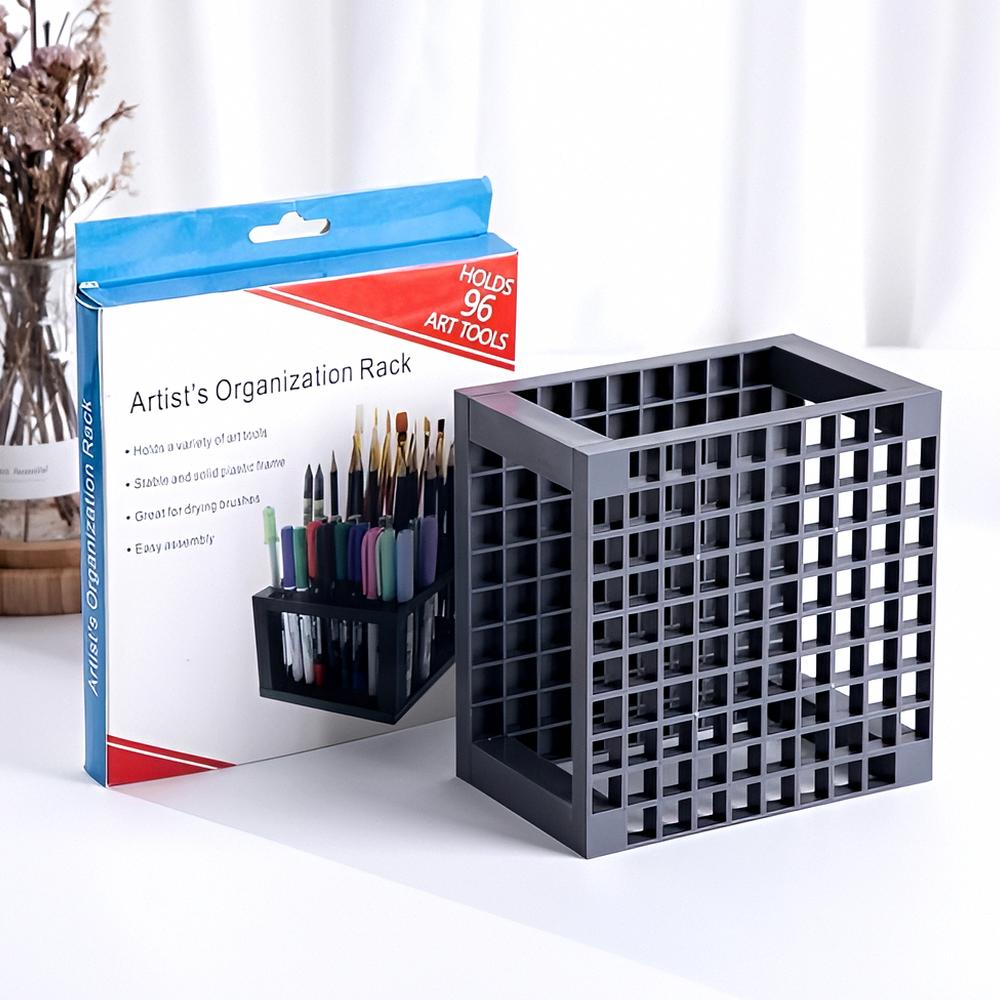 HOLDS
96
ART TOOLS
Artist's Organization Rack
• Holds a variety of art tools
• Stable and solid plastic frame
• Great for drying brushes
• Easy assembly
Artist's Organization Rack